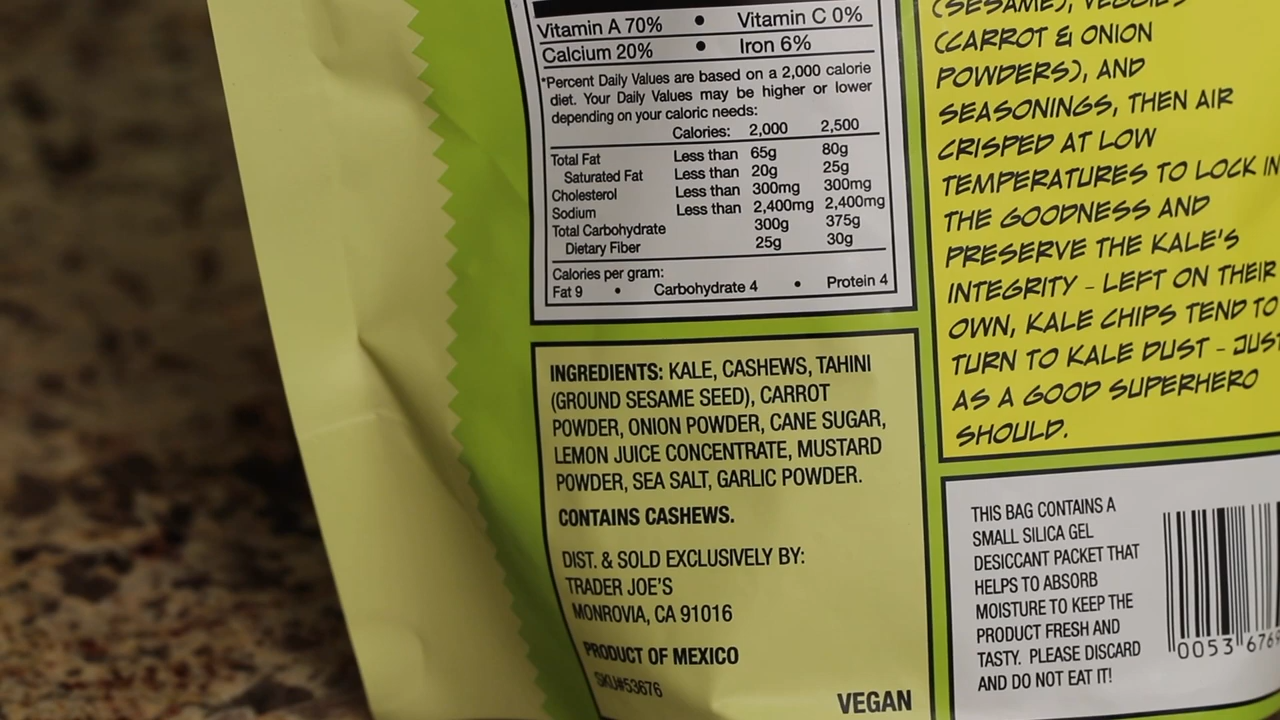 Vitamin A 70% • Vitamin C 0%
Calcium 20% • Iron 6%
*Percent Daily Values are based on a 2,000 calorie
diet. Your Daily Values may be higher or lower
depending on your caloric needs:
Calories: 2,000 2,500
Total Fat Less than 65g 80g
Saturated Fat Less than 20g 25g
Cholesterol Less than 300mg 300mg
Sodium Less than 2,400mg 2,400mg
Total Carbohydrate 300g 375g
Dietary Fiber 25g 30g
Calories per gram:
Fat 9 • Carbohydrate 4 • Protein 4
INGREDIENTS: KALE, CASHEWS, TAHINI
(GROUND SESAME SEED), CARROT
POWDER, ONION POWDER, CANE SUGAR,
LEMON JUICE CONCENTRATE, MUSTARD
POWDER, SEA SALT, GARLIC POWDER.
CONTAINS CASHEWS.
DIST. & SOLD EXCLUSIVELY BY:
TRADER JOE'S
MONROVIA, CA 91016
PRODUCT OF MEXICO
SKU#53676
VEGAN
(SESAME), VEGGIES
(CARROT & ONION
POWDERS), AND
SEASONINGS, THEN AIR
CRISPED AT LOW
TEMPERATURES TO LOCK IN
THE GOODNESS AND
PRESERVE THE KALE'S
INTEGRITY - LEFT ON THEIR
OWN, KALE CHIPS TEND TO
TURN TO KALE DUST - JUST
AS A GOOD SUPERHERO
SHOULD.
THIS BAG CONTAINS A
SMALL SILICA GEL
DESICCANT PACKET THAT
HELPS TO ABSORB
MOISTURE TO KEEP THE
PRODUCT FRESH AND
TASTY. PLEASE DISCARD
AND DO NOT EAT IT!
0053 676